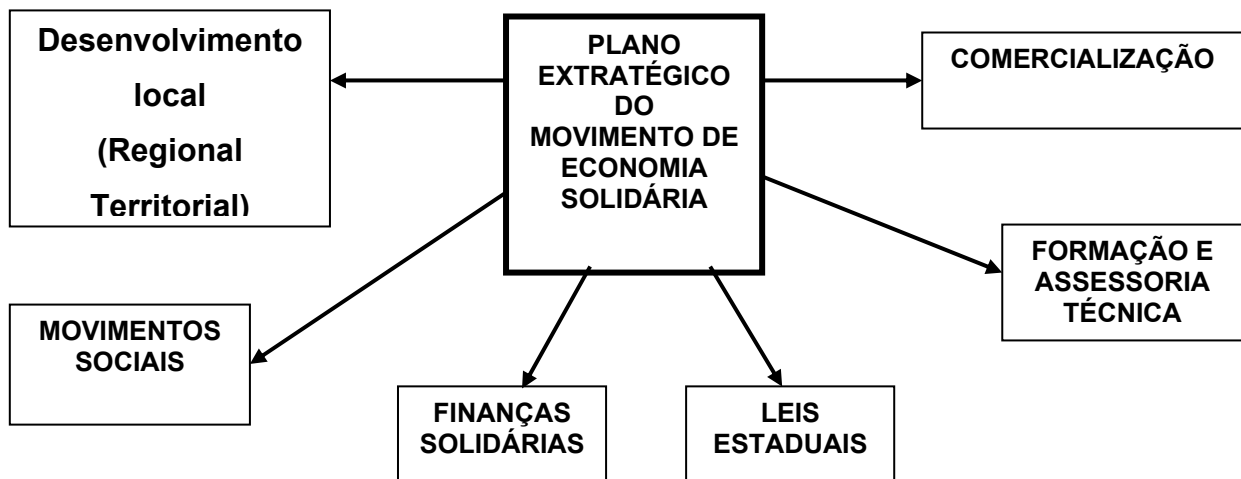 Desenvolvimento
local
(Regional
Territorial)
PLANO
EXTRATÉGICO
DO
MOVIMENTO DE
ECONOMIA
SOLIDÁRIA
COMERCIALIZAÇÃO
FORMAÇÃO E
ASSESSORIA
TÉCNICA
MOVIMENTOS
SOCIAIS
FINANÇAS
SOLIDÁRIAS
LEIS
ESTADUAIS